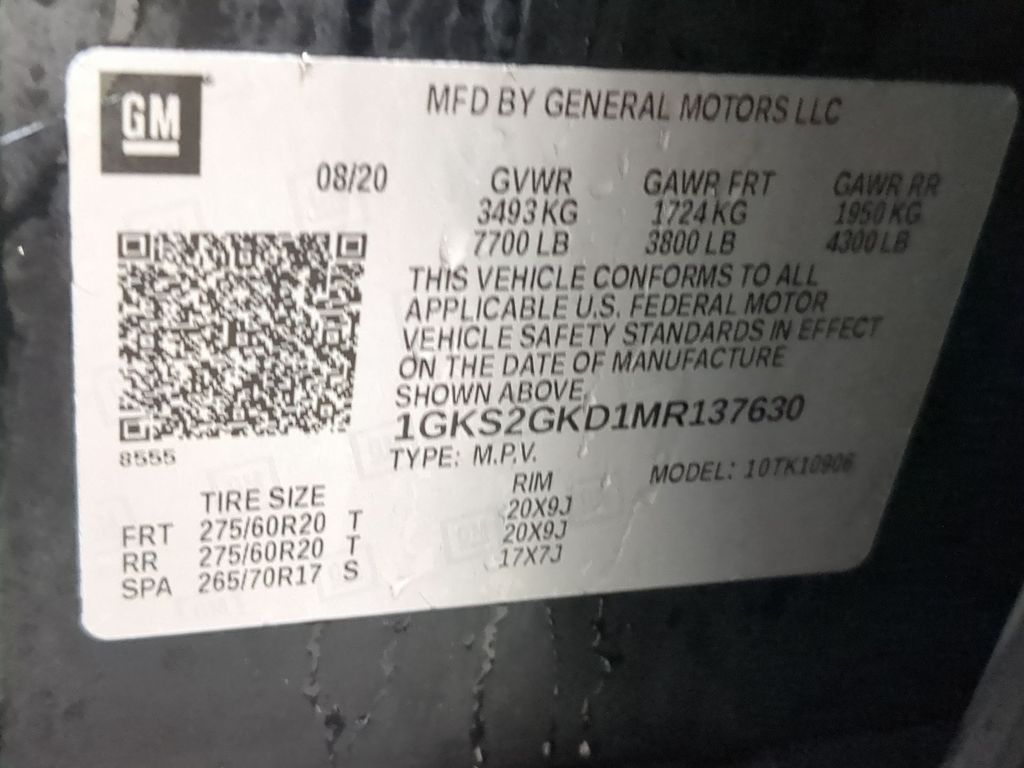 GM
MFD BY GENERAL MOTORS LLC
08/20 GVWR GAWR FRT GAWR RR
3493 KG 1724 KG 1950 KG
7700 LB 3800 LB 4300 LB
THIS VEHICLE CONFORMS TO ALL
APPLICABLE U.S. FEDERAL MOTOR
VEHICLE SAFETY STANDARDS IN EFFECT
ON THE DATE OF MANUFACTURE
SHOWN ABOVE.
1GKS2GKD1MR137630
8555
TYPE: M.P.V. MODEL: 10TK10906
TIRE SIZE RIM
FRT 275/60R20 T 20X9J
RR 275/60R20 T 20X9J
SPA 265/70R17 S 17X7J